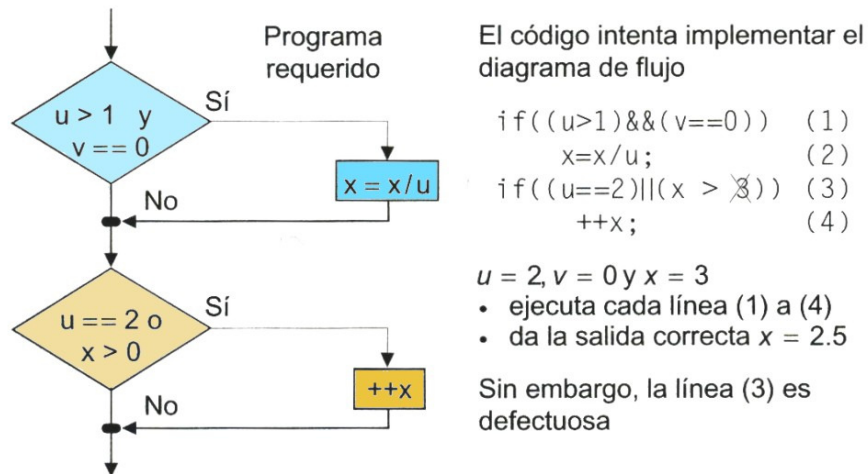 Programa
requerido
u > 1 y
v == 0
Sí
x = x/u
No
u == 2 o
x > 0
Sí
++x
No
El código intenta implementar el
diagrama de flujo
if((u>1)&&(v==0)) (1)
x=x/u; (2)
if((u==2)||(x > 3)) (3)
++x; (4)
u = 2, v = 0 y x = 3
• ejecuta cada línea (1) a (4)
• da la salida correcta x = 2.5
Sin embargo, la línea (3) es
defectuosa